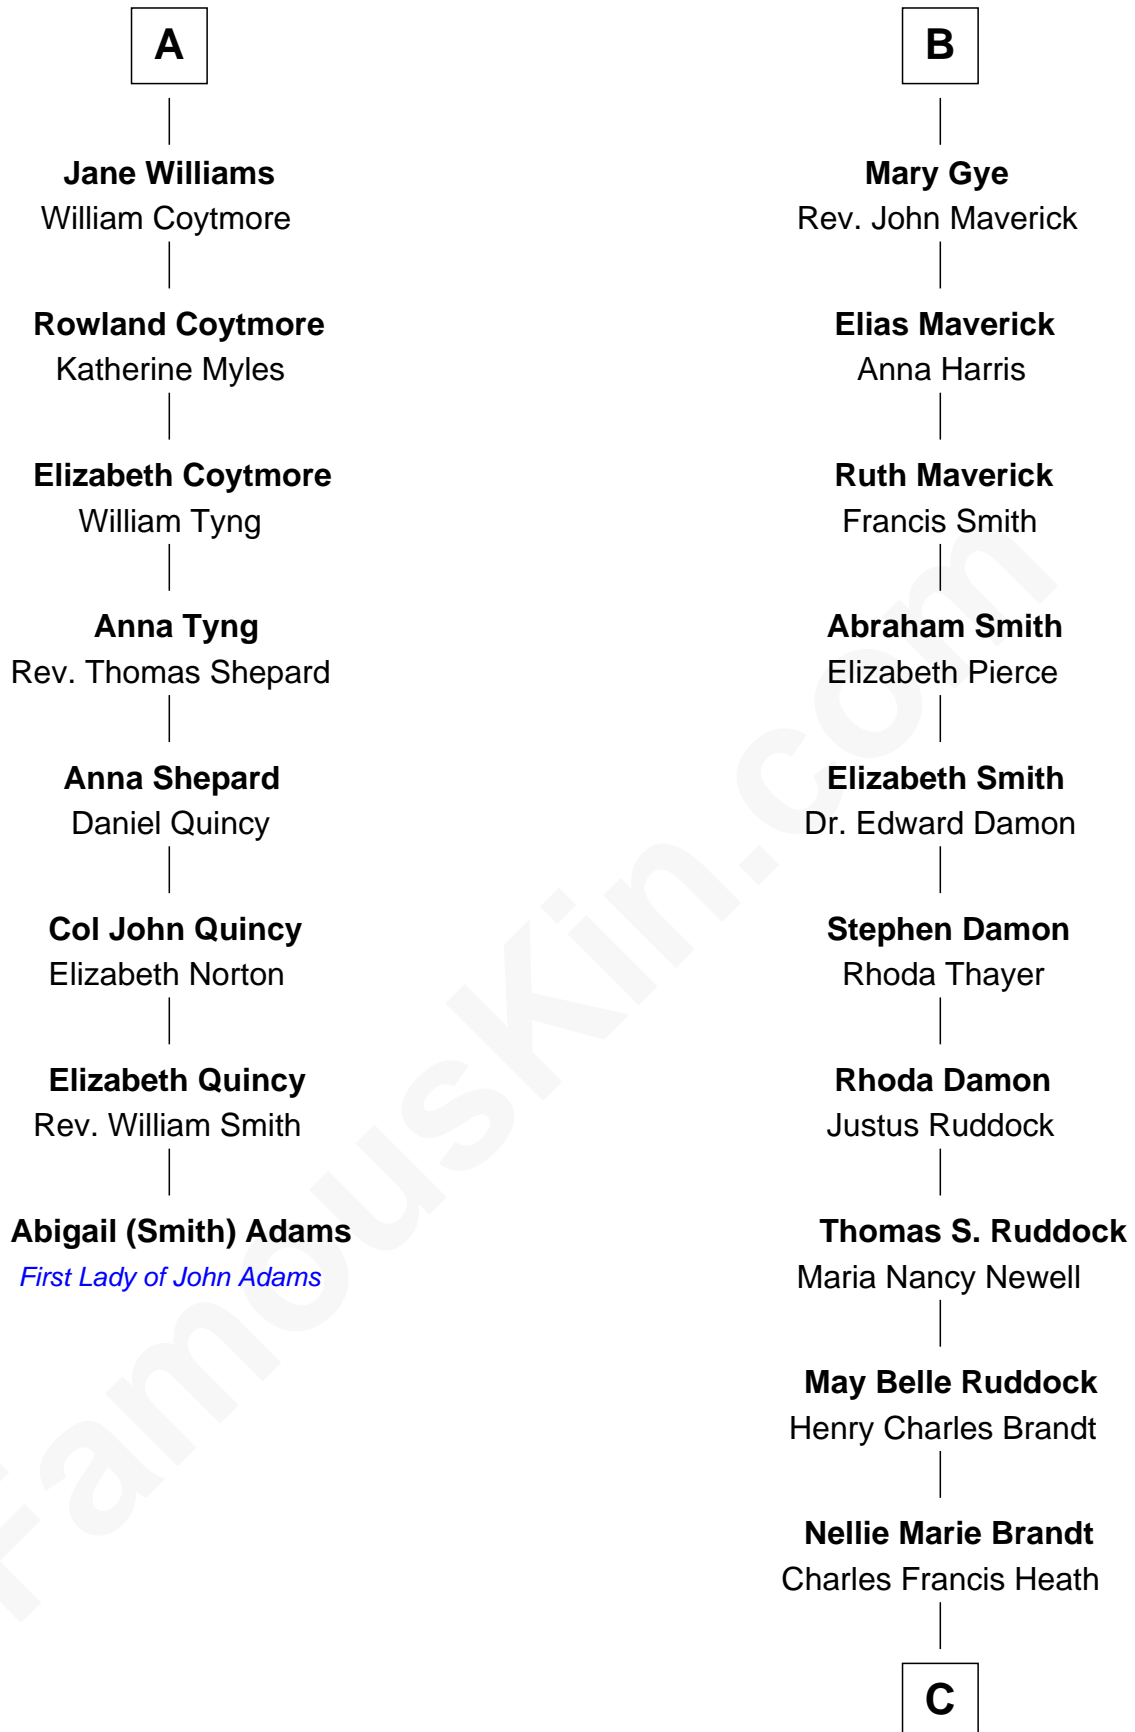 A
Jane Williams
William Coytmore
Rowland Coytmore
Katherine Myles
Elizabeth Coytmore
William Tyng
Anna Tyng
Rev. Thomas Shepard
Anna Shepard
Daniel Quincy
Col John Quincy
Elizabeth Norton
Elizabeth Quincy
Rev. William Smith
Abigail (Smith) Adams
First Lady of John Adams
B
Mary Gye
Rev. John Maverick
Elias Maverick
Anna Harris
Ruth Maverick
Francis Smith
Abraham Smith
Elizabeth Pierce
Elizabeth Smith
Dr. Edward Damon
Stephen Damon
Rhoda Thayer
Rhoda Damon
Justus Ruddock
Thomas S. Ruddock
Maria Nancy Newell
May Belle Ruddock
Henry Charles Brandt
Nellie Marie Brandt
Charles Francis Heath
C
FamousKin.com